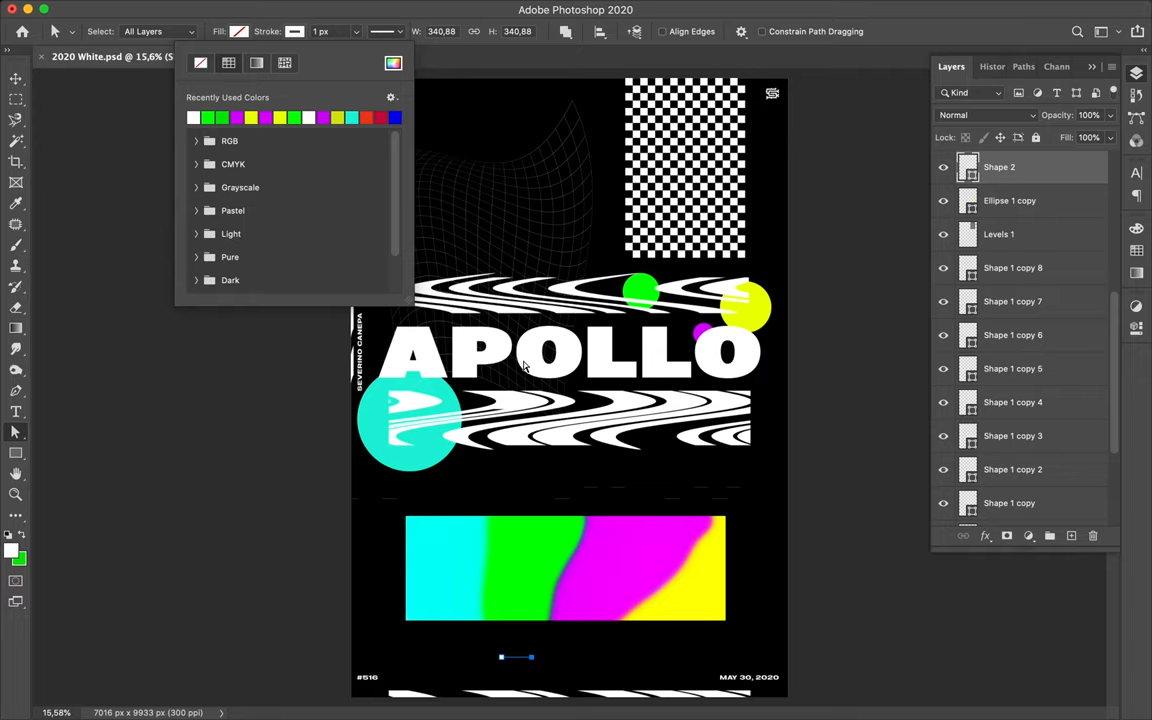 Adobe Photoshop 2020
Select: All Layers Fill: Stroke: 1 px W: 340,88 H: 340,88 Align Edges Constrain Path Dragging
2020 White.psd @ 15,6% (S
Recently Used Colors
RGB
CMYK
Grayscale
Pastel
Light
Pure
Dark
SEVERINO CANEPA
APOLLO
#516
MAY 30, 2020
Layers Histor Paths Chann
Kind
Normal Opacity: 100%
Lock: Fill: 100%
Shape 2
Ellipse 1 copy
Levels 1
Shape 1 copy 8
Shape 1 copy 7
Shape 1 copy 6
Shape 1 copy 5
Shape 1 copy 4
Shape 1 copy 3
Shape 1 copy 2
Shape 1 copy
fx
15,58% 7016 px x 9933 px (300 ppi)